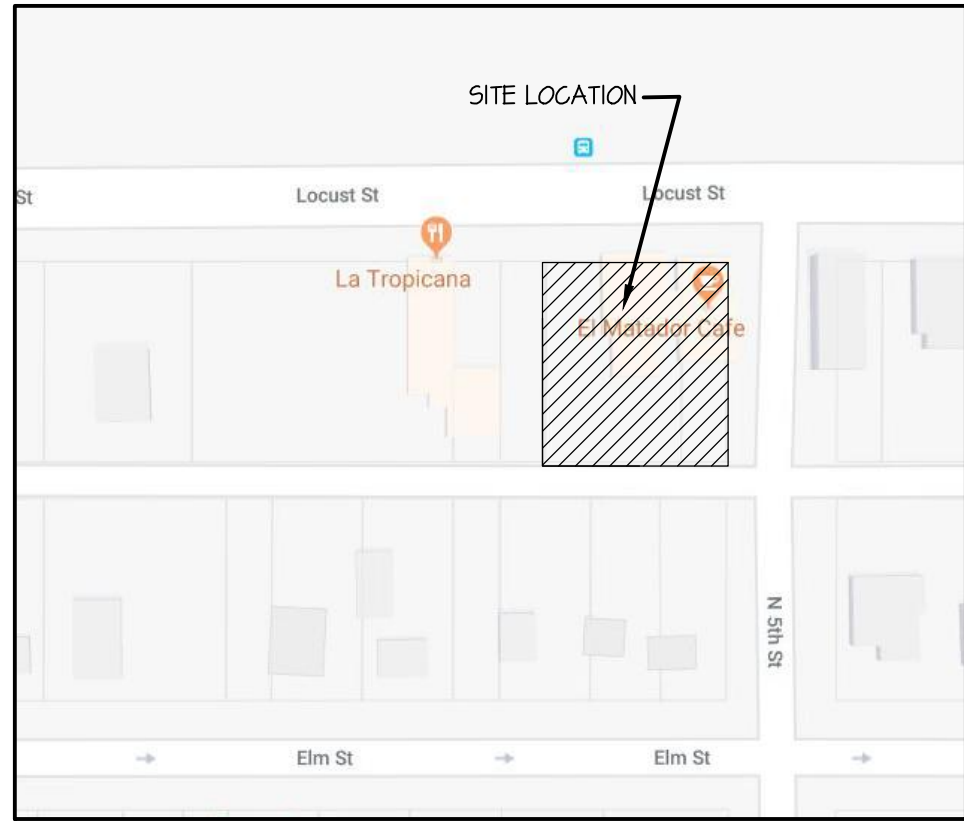 SITE LOCATION
St
Locust St
Locust St
La Tropicana
El Matador Cafe
N 5th St
Elm St
Elm St